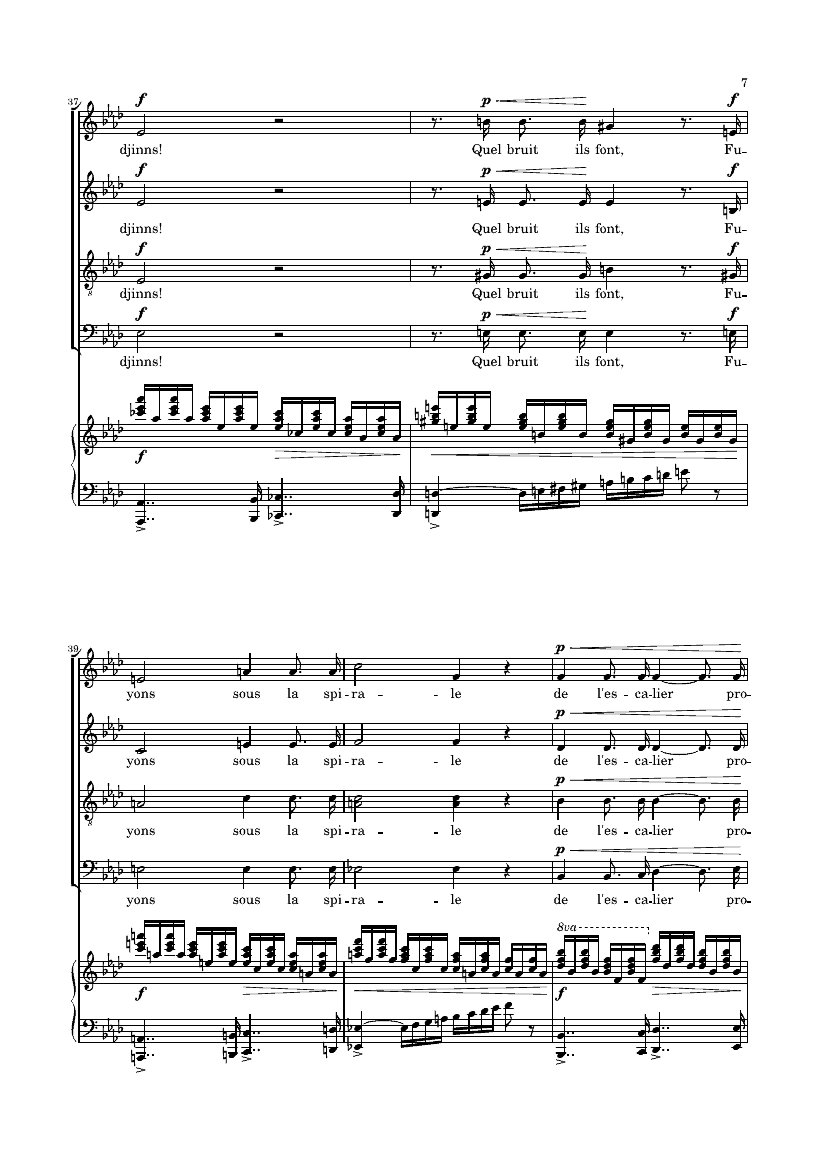 7
37
f p f
djinns! Quel bruit ils font, Fu-
f p f
djinns! Quel bruit ils font, Fu-
f p f
8
djinns! Quel bruit ils font, Fu-
f p f
djinns! Quel bruit ils font, Fu-
f
39
p
yons sous la spi - ra - le de l'es - ca - lier pro-
p
yons sous la spi - ra - le de l'es - ca - lier pro-
p
8
yons sous la spi - ra - le de l'es - ca - lier pro-
p
yons sous la spi - ra - le de l'es - ca - lier pro-
8va
f f